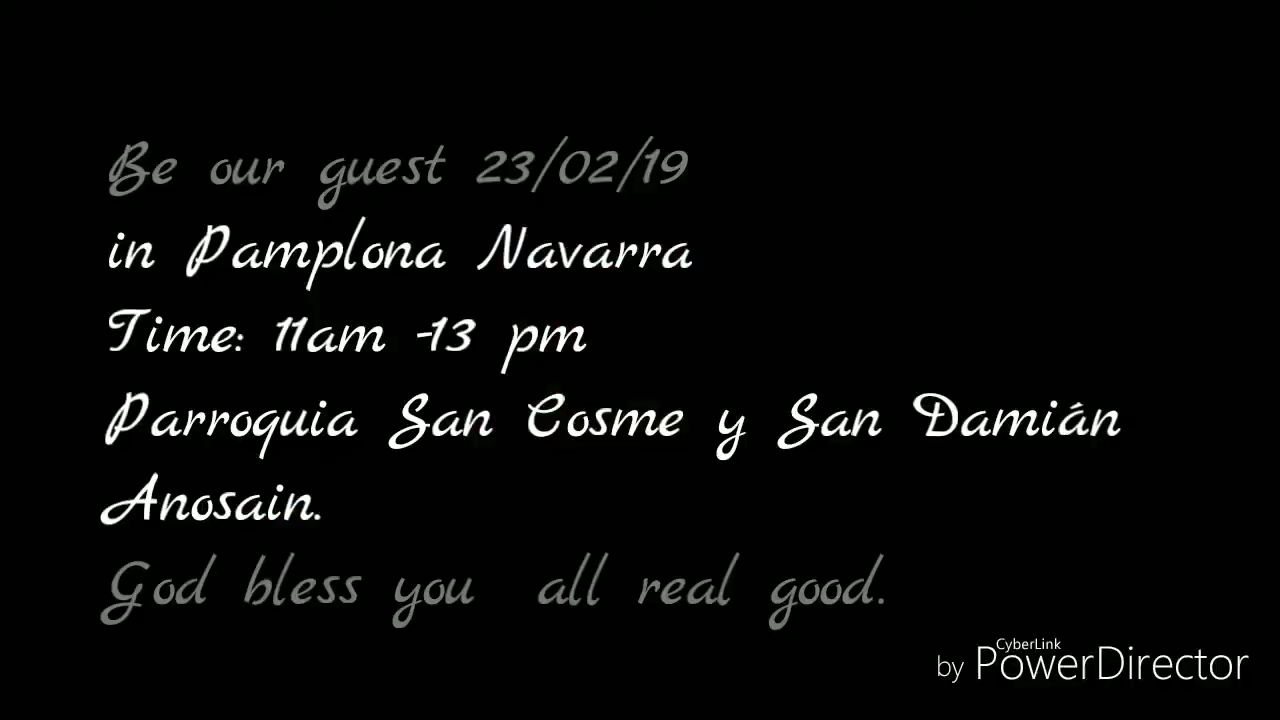 Be our guest 23/02/19
in Pamplona Navarra
Time: 11am -13 pm
Parroquia San Cosme y San Damián
Anosain.
God bless you all real good.
CyberLink
by PowerDirector